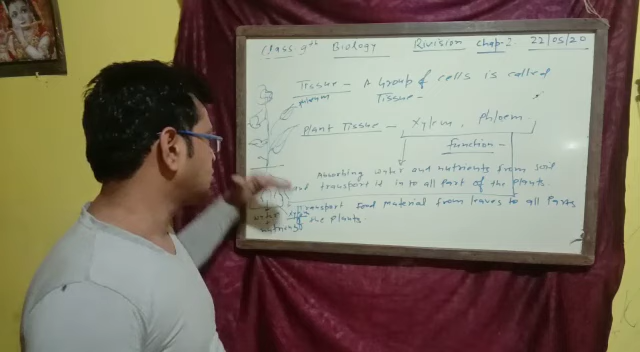 Class-9th Biology Rivision chap-2. 22/05/20
Tissue - A Group of cells is called
Tissue -
Plant Tissue - Xylem, Phloem
function -
Absorbing water and nutrients from soil
and transport it in to all Part of the Plants.
Transport Food Material from leaves to all Parts
of the Plants.
water